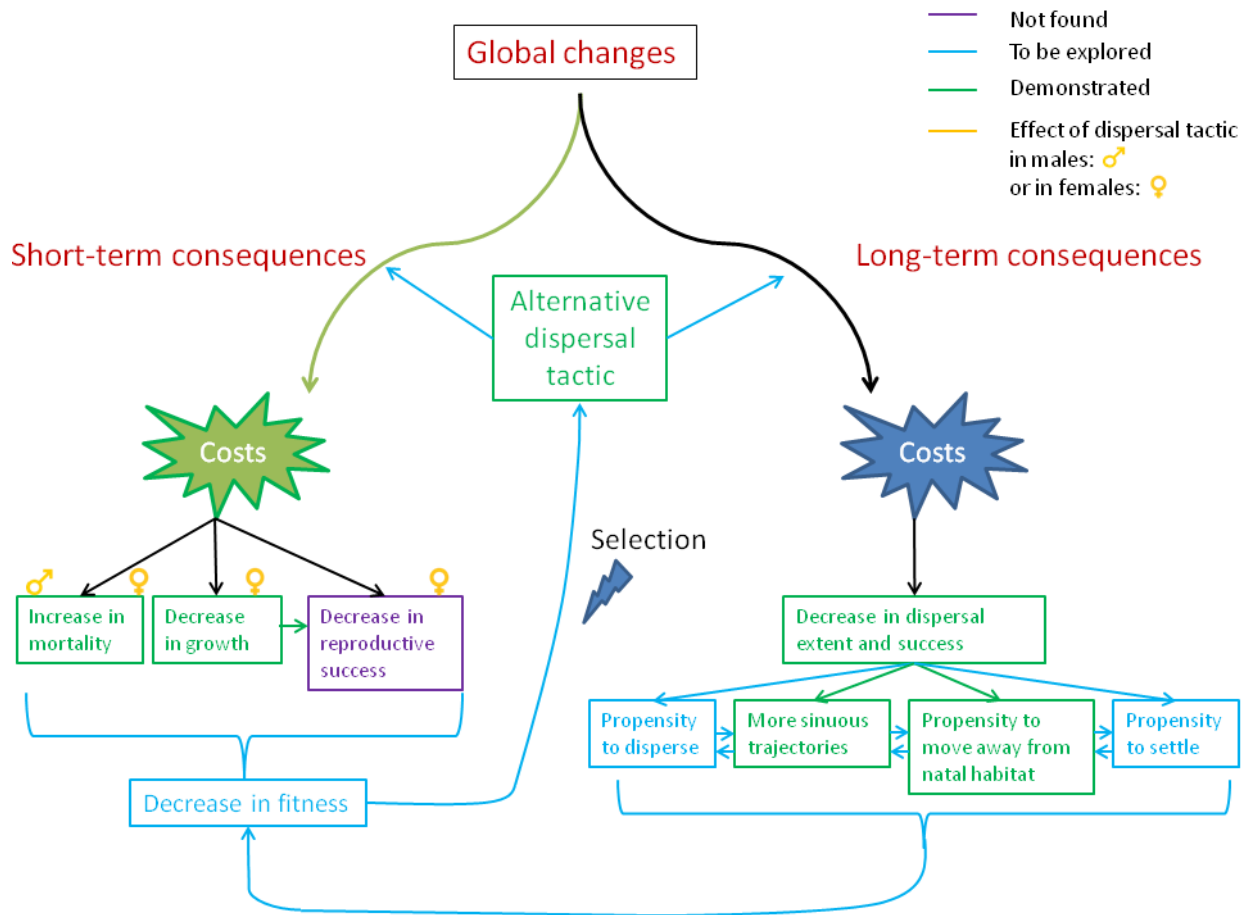 Global changes
Not found
To be explored
Demonstrated
Effect of dispersal tactic
in males: ♂
or in females: ♀
Short-term consequences
Long-term consequences
Alternative
dispersal
tactic
Costs
Costs
Selection
♂
♀
♀
♀
Increase in
mortality
Decrease
in growth
Decrease in
reproductive
success
Decrease in dispersal
extent and success
Propensity
to disperse
More sinuous
trajectories
Propensity to
move away from
natal habitat
Propensity
to settle
Decrease in fitness